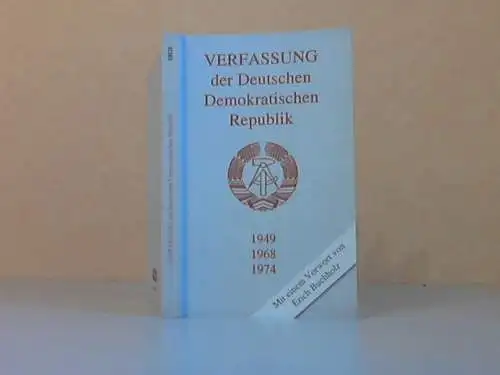 VERFASSUNG
der Deutschen
Demokratischen
Republik
1949
1968
1974
Mit einem Vorwort von
Erich Buchholz